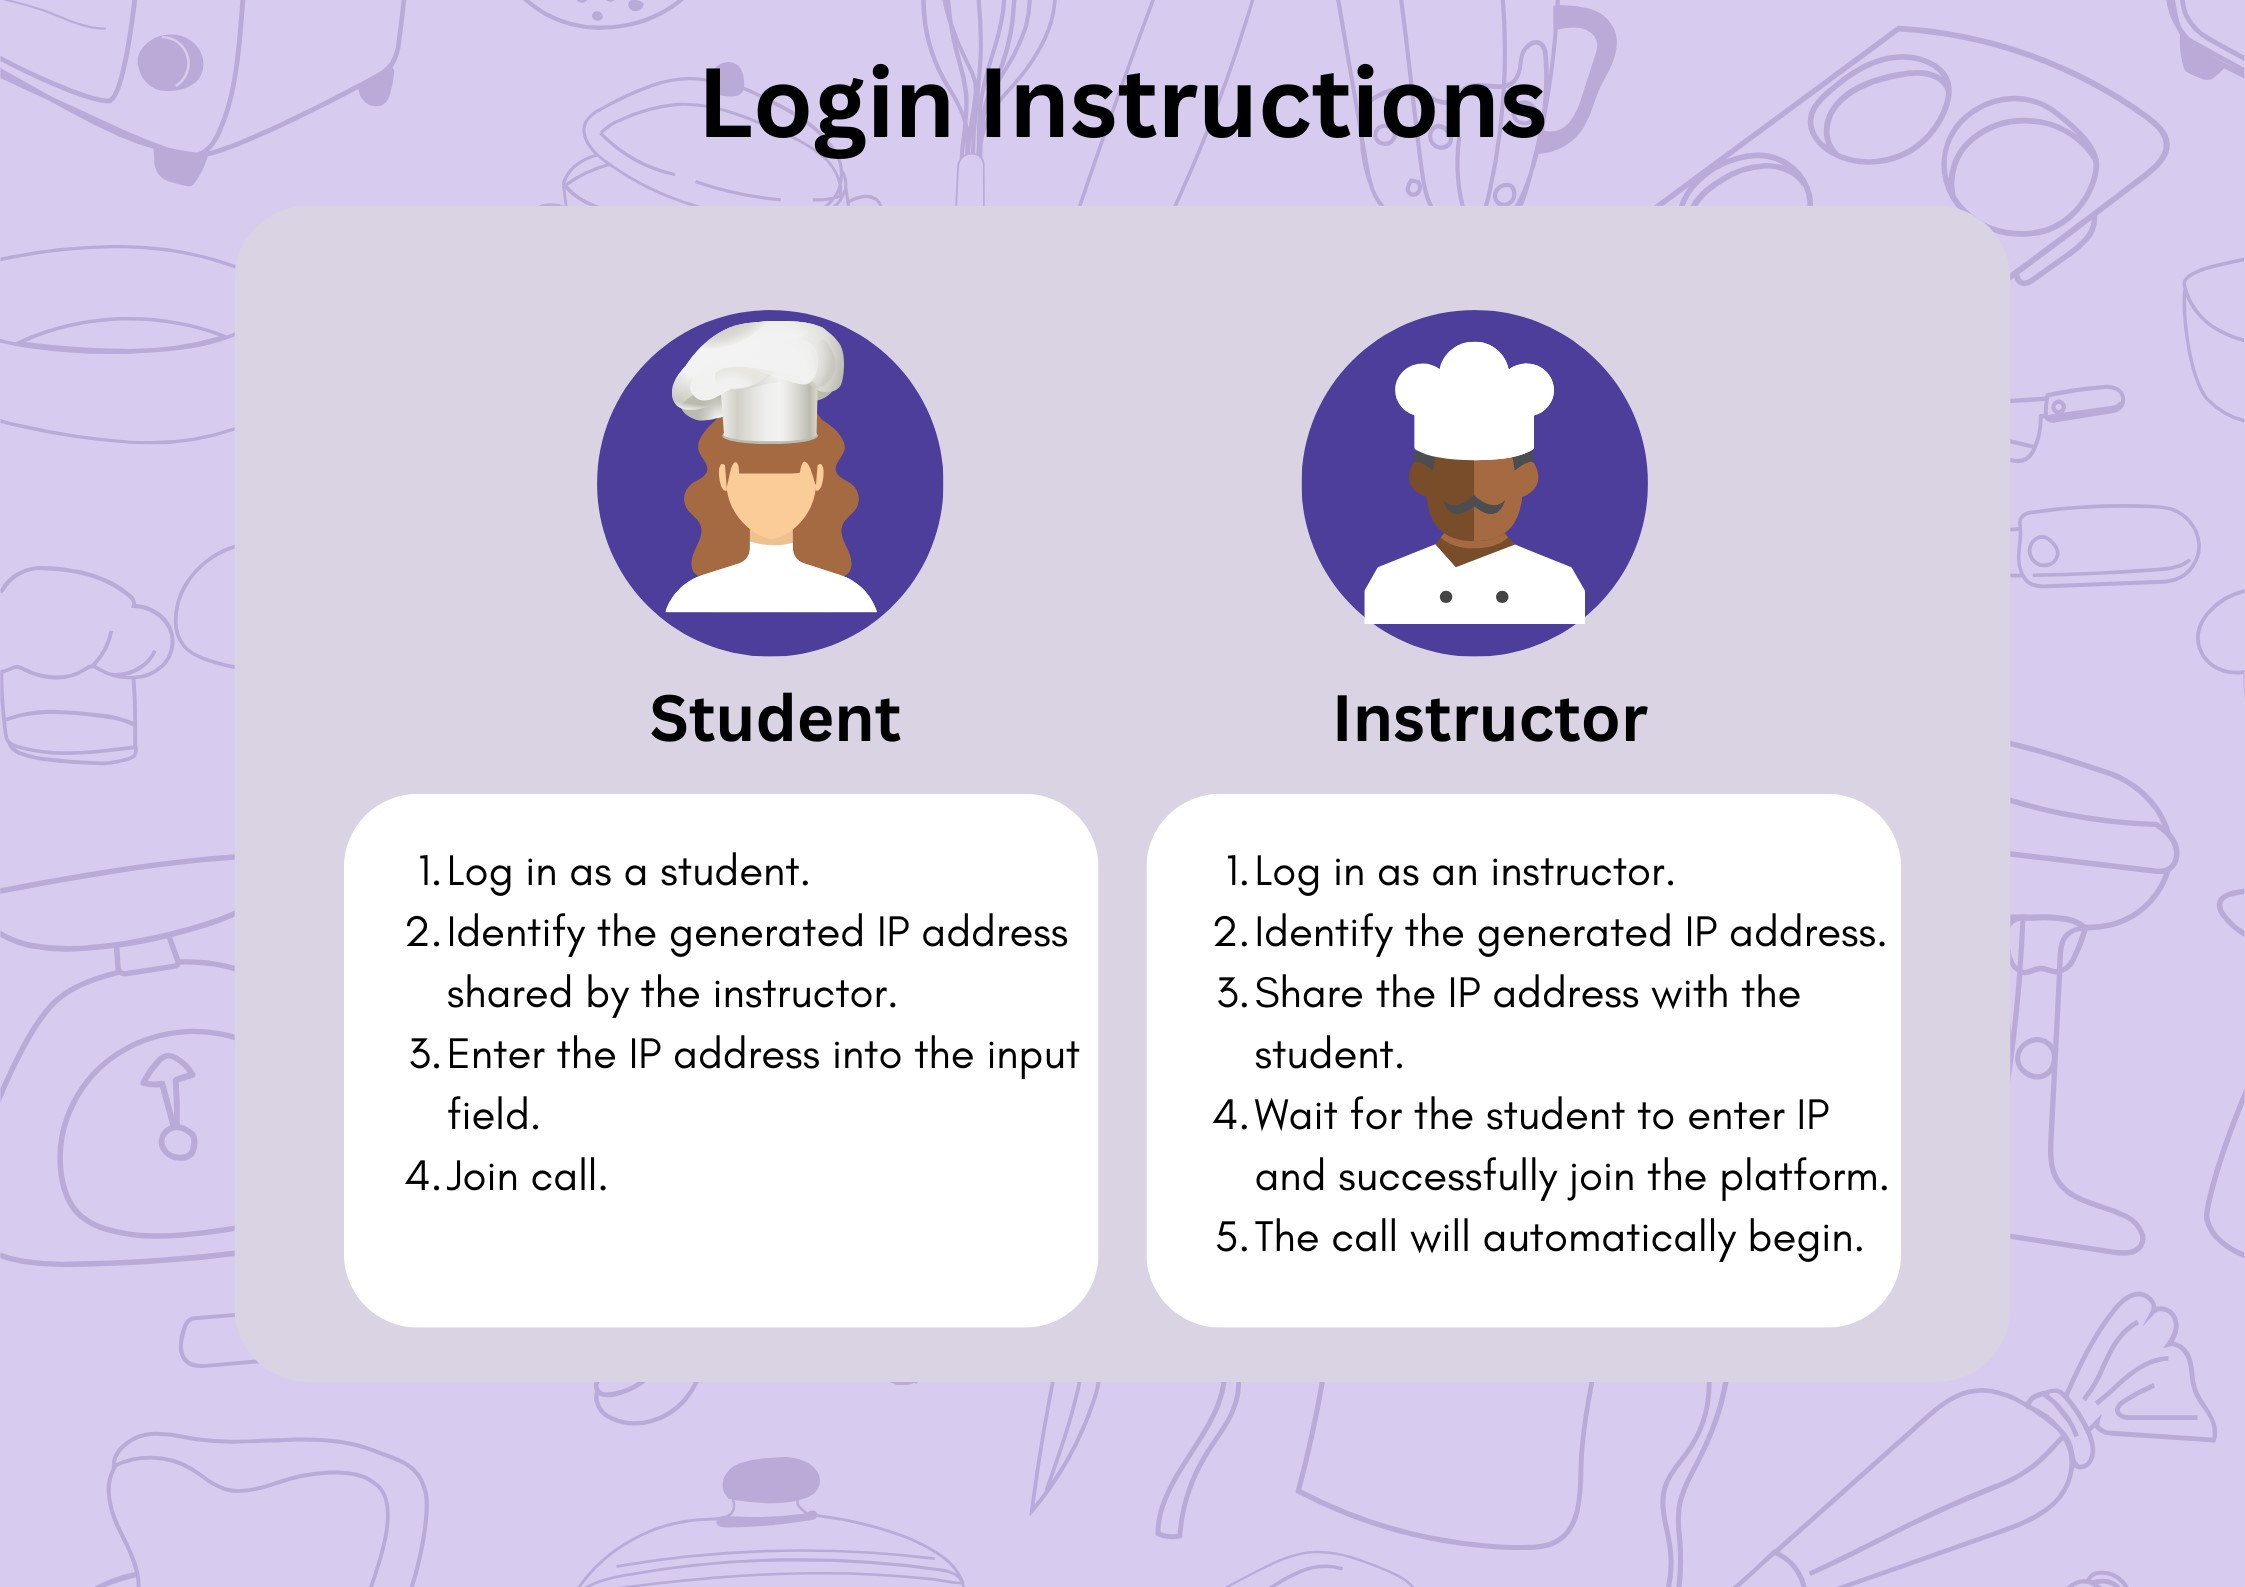 Login Instructions
Student
1. Log in as a student.
2. Identify the generated IP address
shared by the instructor.
3. Enter the IP address into the input
field.
4. Join call.
Instructor
1. Log in as an instructor.
2. Identify the generated IP address.
3. Share the IP address with the
student.
4. Wait for the student to enter IP
and successfully join the platform.
5. The call will automatically begin.